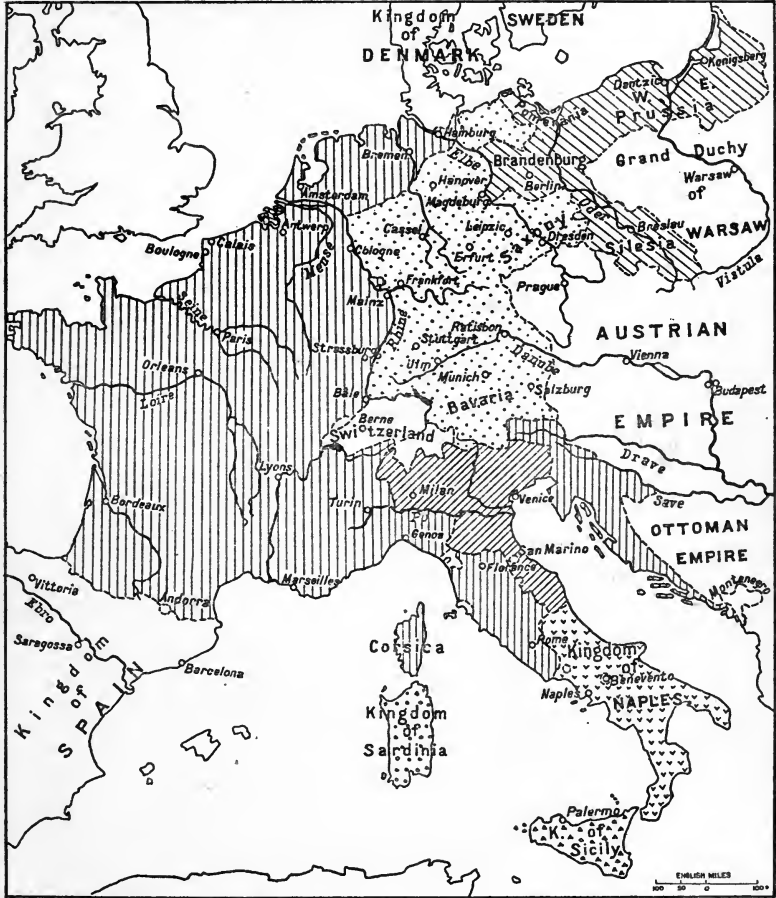 Kingdom
of
DENMARK
SWEDEN
Konigsberg
Dantzic
W.
E.
Prussia
Pomerania
Hamburg
Bremen
Elbe
Brandenburg
Grand Duchy
of
WARSAW
Warsaw
Hanover
Berlin
Magdeburg
Oder
Amsterdam
Antwerp
Cassel
Leipzic
Saxony
Breslau
Silesia
Dresden
Erfurt
Cologne
Calais
Boulogne
Meuse
Frankfort
Mainz
Prague
Vistula
Seine
Paris
Rhine
Strassburg
Stuttgart
Ratisbon
AUSTRIAN
EMPIRE
Danube
Vienna
Ulm
Munich
Salzburg
Budapest
Orleans
Loire
Bâle
Bavaria
Berne
Switzerland
Drave
Lyons
Milan
Venice
Save
Turin
Po
Bordeaux
Genoa
San Marino
OTTOMAN
EMPIRE
Florence
Montenegro
Vittoria
Marseilles
Andorra
Ebro
Saragossa
Barcelona
Kingdom
of
SPAIN
Corsica
Rome
Kingdom
of
NAPLES
Benevento
Naples
Kingdom
of
Sardinia
Palermo
K. of
Sicily
ENGLISH MILES
100 50 0 100